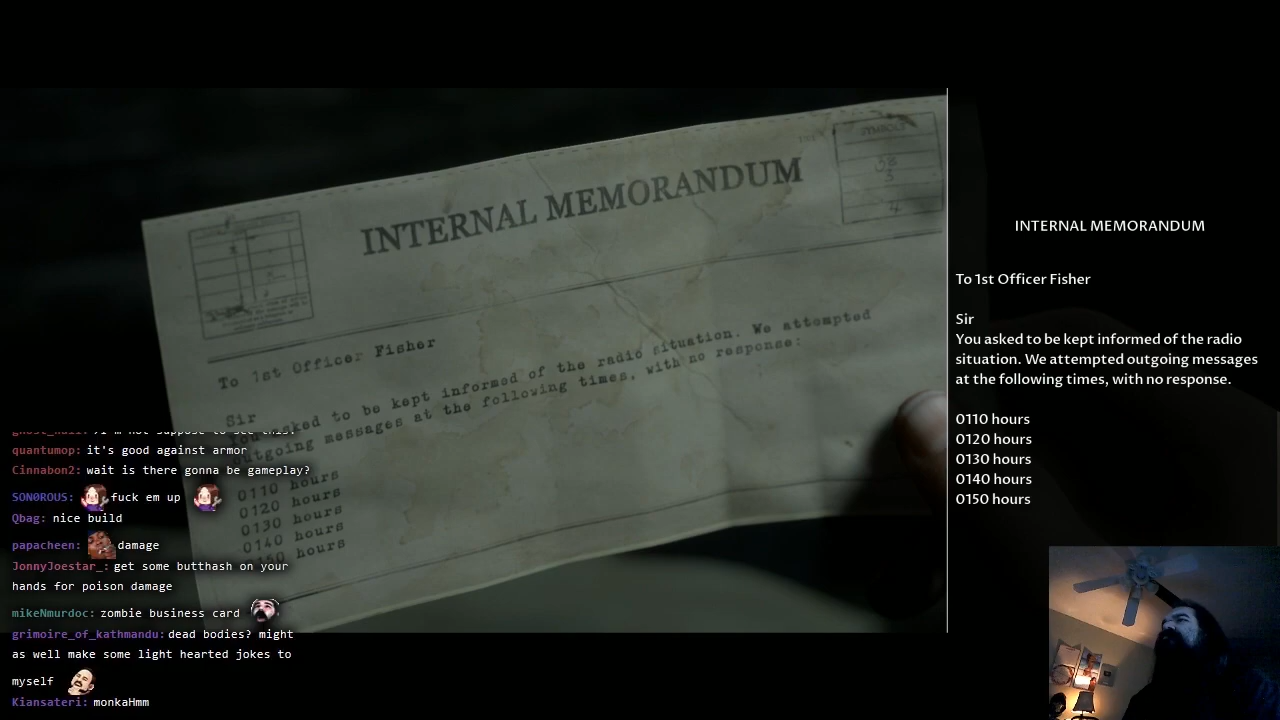 INTERNAL MEMORANDUM
To 1st Officer Fisher
Sir
You asked to be kept informed of the radio situation. We attempted
outgoing messages at the following times, with no response:
0110 hours
0120 hours
0130 hours
0140 hours
0150 hours
INTERNAL MEMORANDUM
To 1st Officer Fisher
Sir
You asked to be kept informed of the radio
situation. We attempted outgoing messages
at the following times, with no response.
0110 hours
0120 hours
0130 hours
0140 hours
0150 hours
quantumop: it's good against armor
Cinnabon2: wait is there gonna be gameplay?
SON0ROUS: fuck em up
Qbag: nice build
papacheen: damage
JonnyJoestar_: get some butthash on your
hands for poison damage
mikeNmurdoc: zombie business card
grimoire_of_kathmandu: dead bodies? might
as well make some light hearted jokes to
myself
Kiansateri: monkaHmm